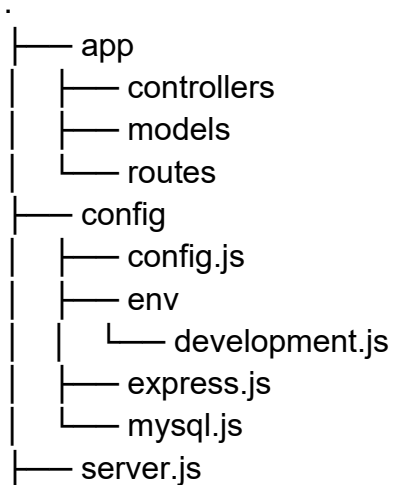 .
├── app
│   ├── controllers
│   ├── models
│   └── routes
├── config
│   ├── config.js
│   ├── env
│   │   └── development.js
│   ├── express.js
│   └── mysql.js
├── server.js